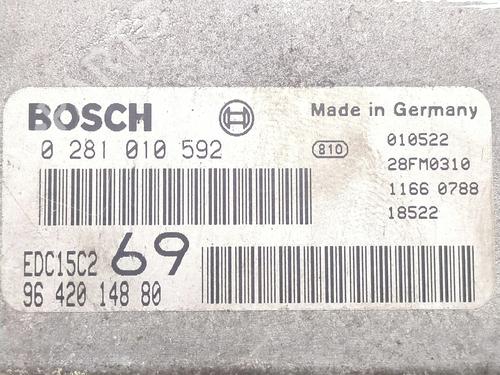 BOSCH
Made in Germany
0 281 010 592
810
010522
28FM0310
1166 0788
18522
EDC15C2 69
96 420 148 80